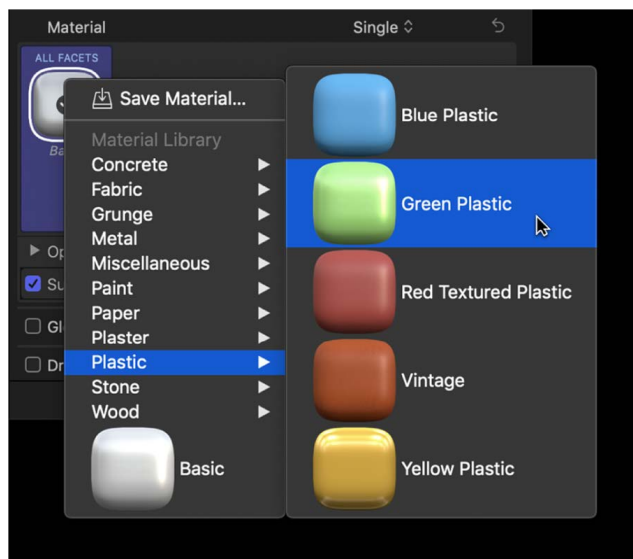 Material
Single
ALL FACETS
Save Material...
Material Library
Concrete
Fabric
Grunge
Metal
Miscellaneous
Paint
Paper
Plaster
Plastic
Stone
Wood
Basic
Blue Plastic
Green Plastic
Red Textured Plastic
Vintage
Yellow Plastic